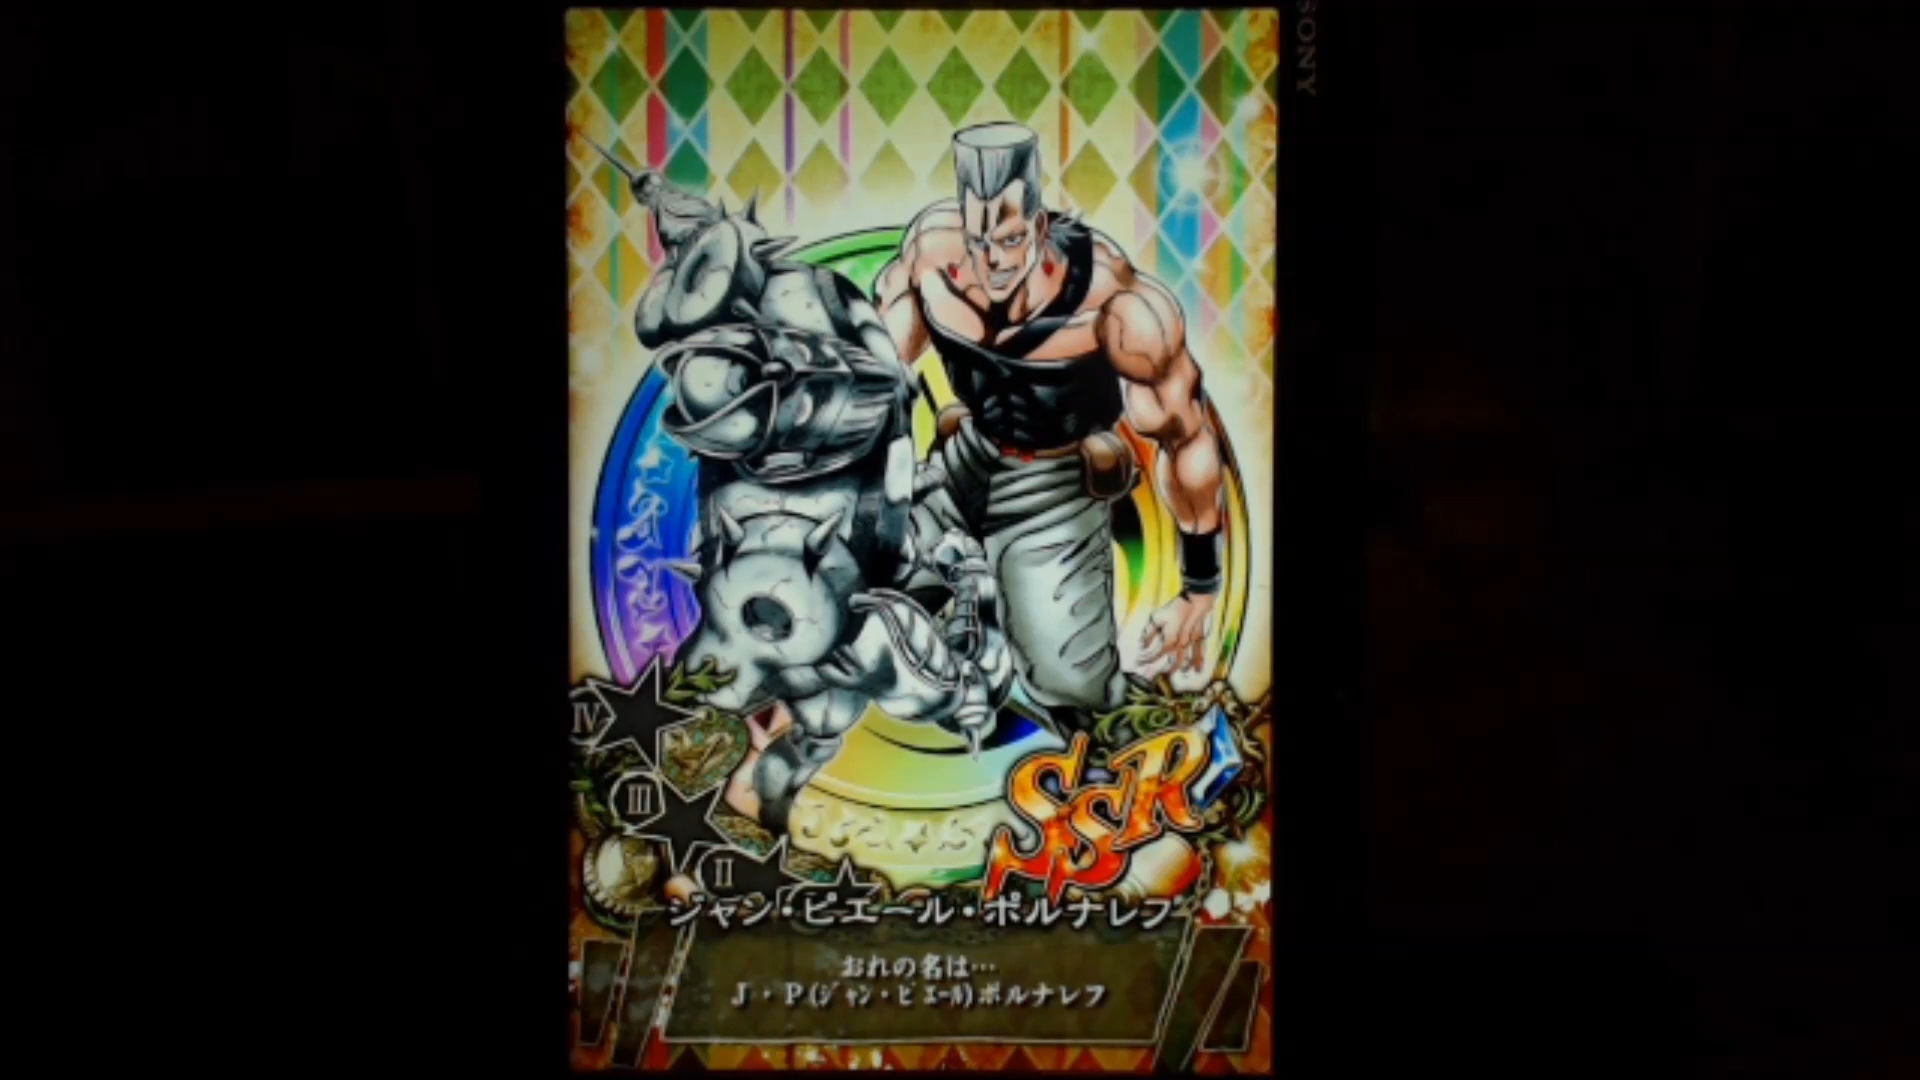 SONY
IV
III
II
SSR
ジャン・ピエール・ポルナレフ
おれの名は…
J・P(ジャン・ピエール)ポルナレフ